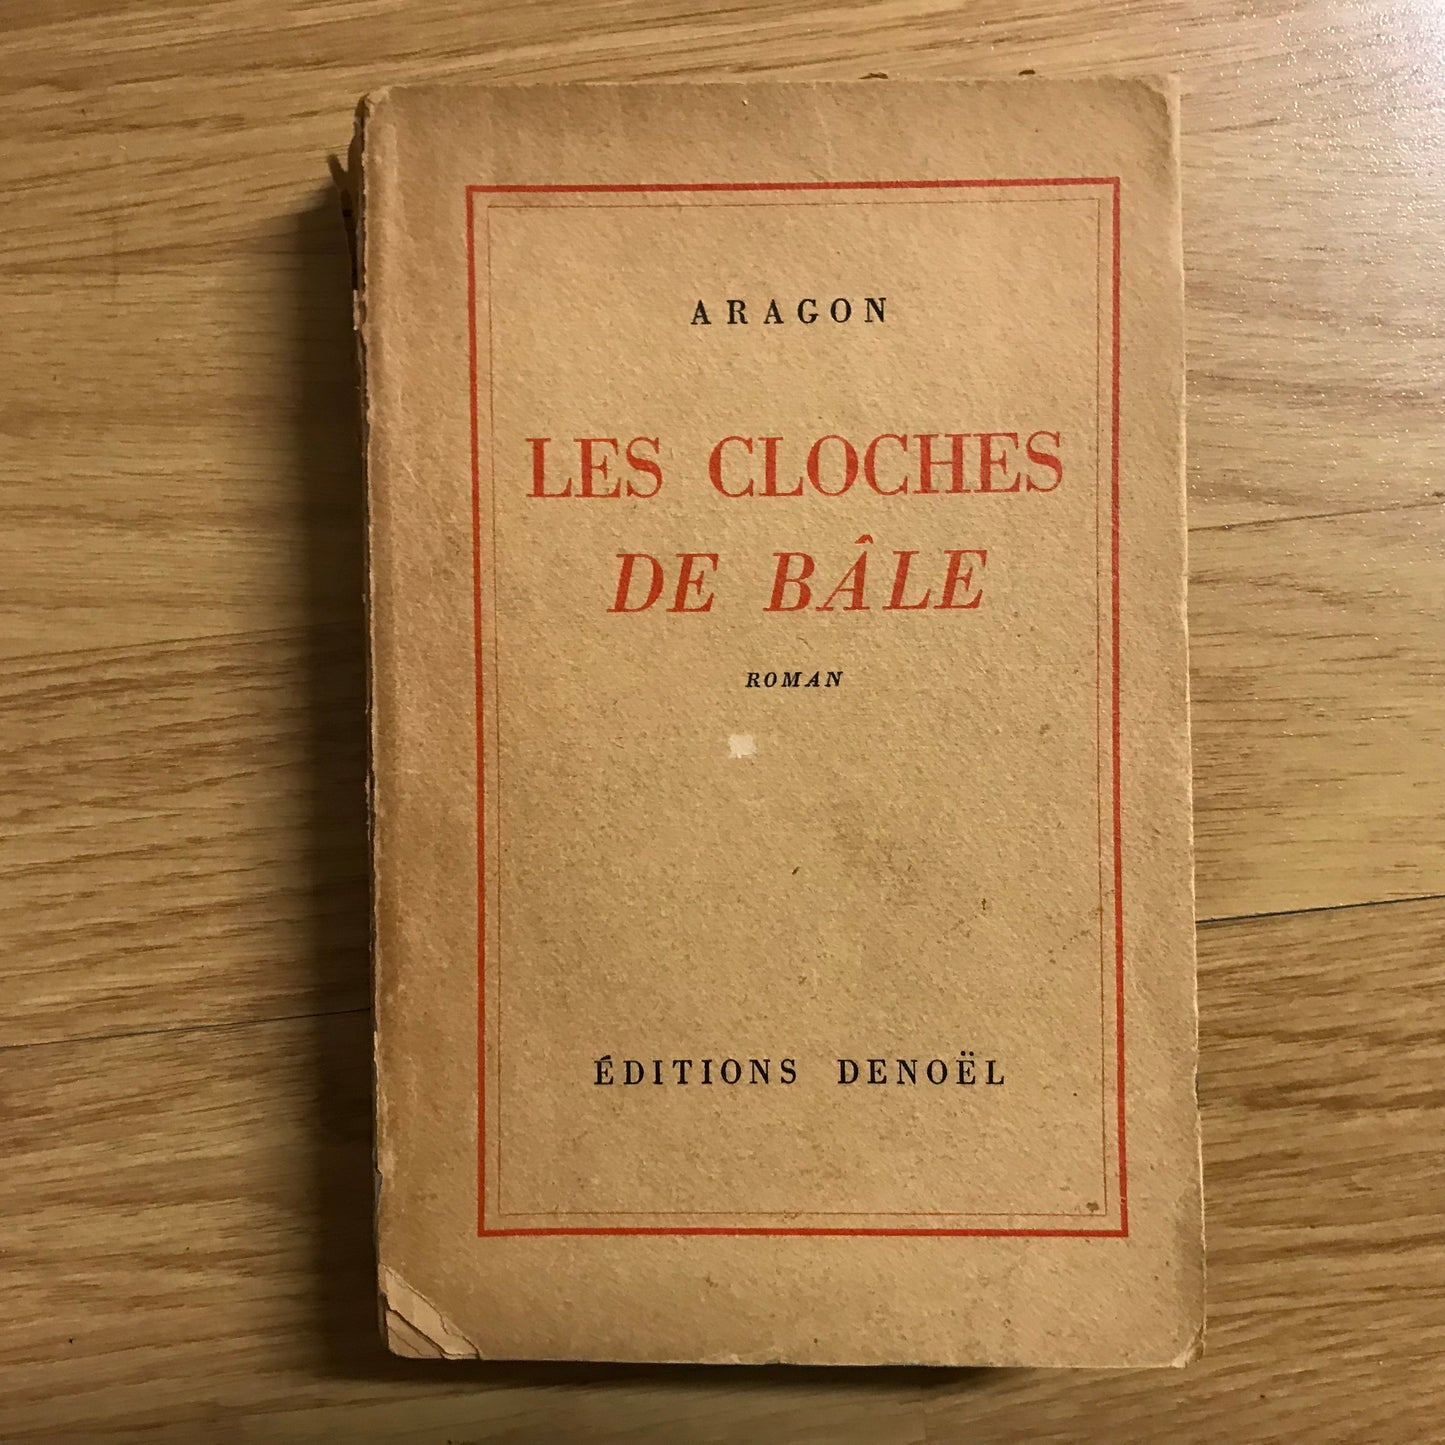 ARAGON
LES CLOCHES
DE BÂLE
ROMAN
ÉDITIONS DENOËL